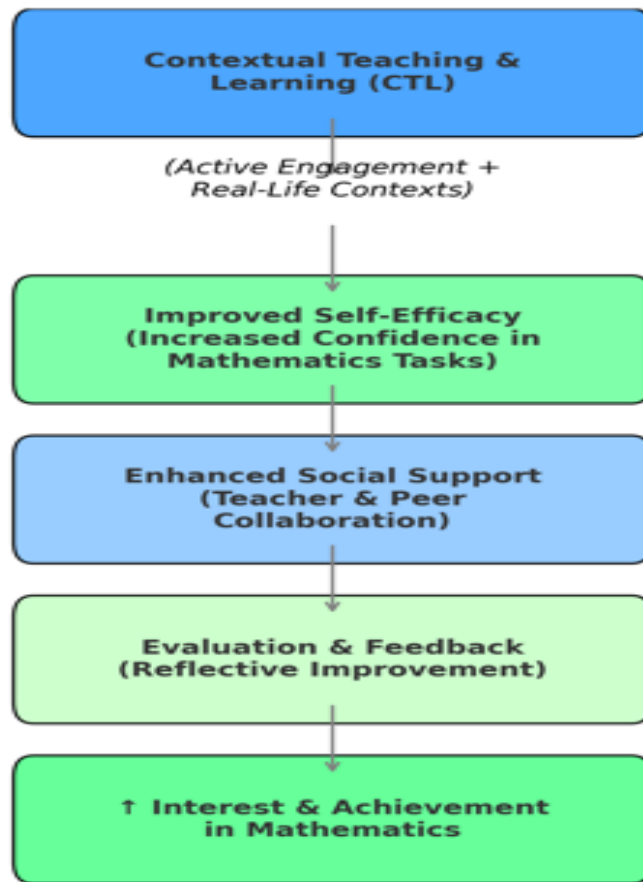 Contextual Teaching &
Learning (CTL)
(Active Engagement +
Real-Life Contexts)
Improved Self-Efficacy
(Increased Confidence in
Mathematics Tasks)
Enhanced Social Support
(Teacher & Peer
Collaboration)
Evaluation & Feedback
(Reflective Improvement)
↑ Interest & Achievement
in Mathematics